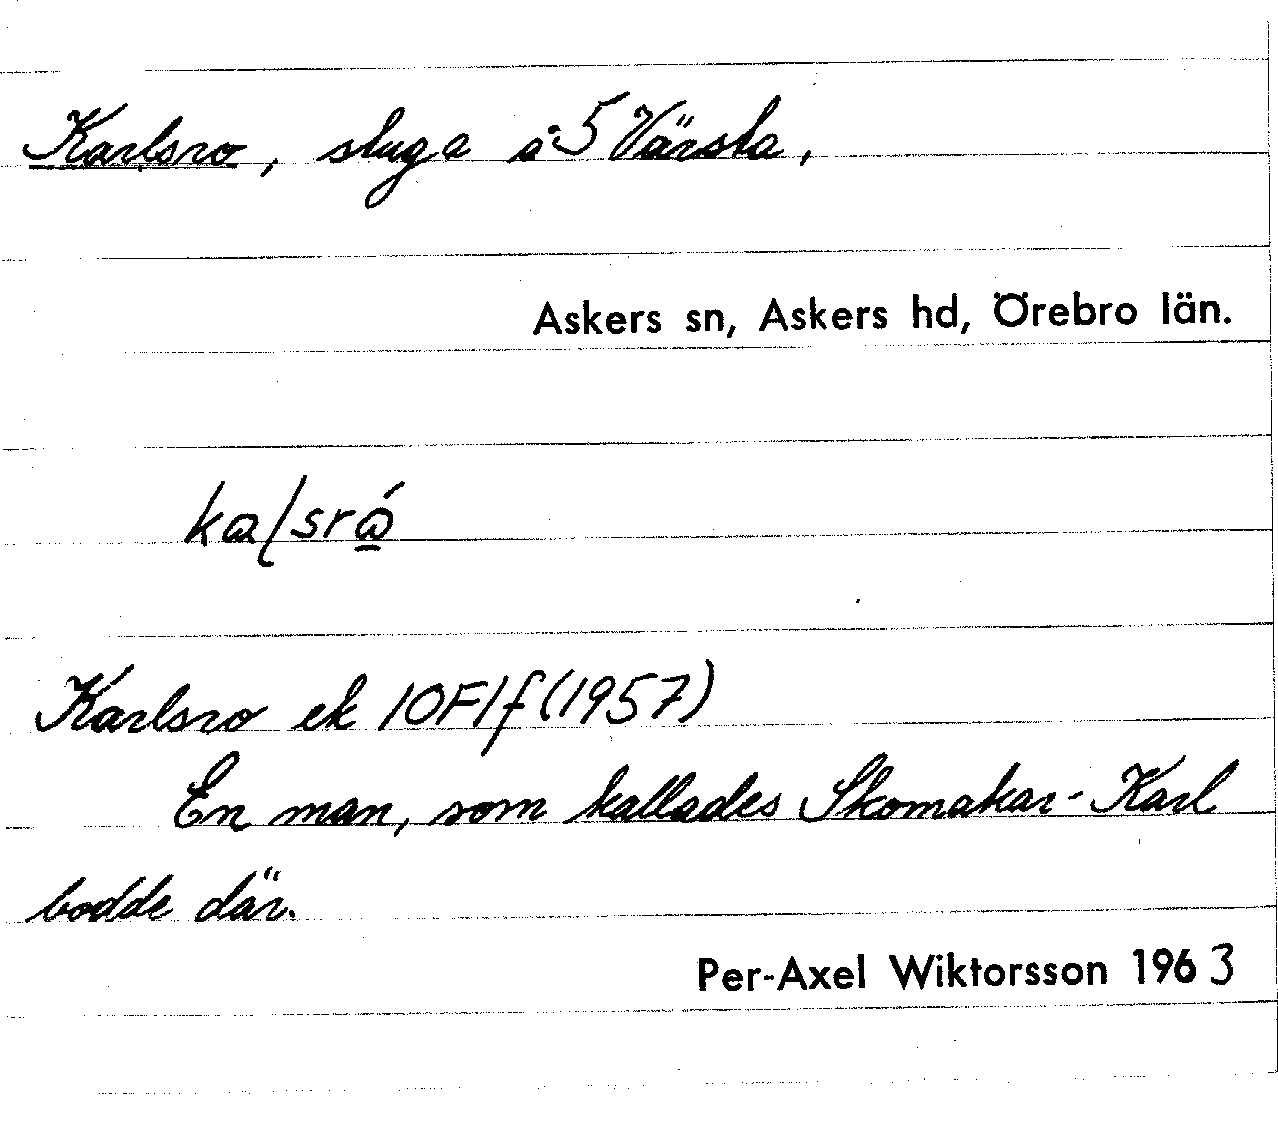 Karlsro, stuga å 5 Värsta,
Askers sn, Askers hd, Örebro län.
Karlsro ek 10F1f (1957)
En man, som kallades Skomakar-Karl
bodde där.
Per-Axel Wiktorsson 1963